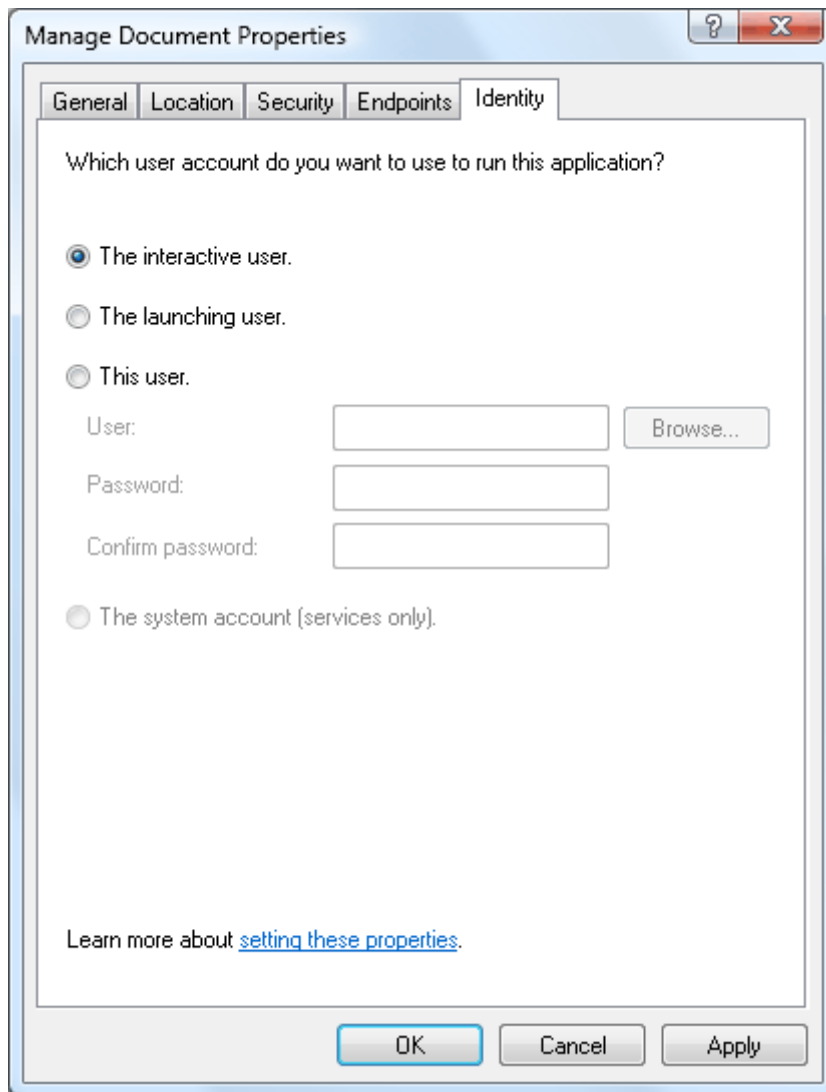 Manage Document Properties
?
General Location Security Endpoints Identity
Which user account do you want to use to run this application?
The interactive user.
The launching user.
This user.
User: Browse...
Password:
Confirm password:
The system account (services only).
Learn more about setting these properties.
OK Cancel Apply